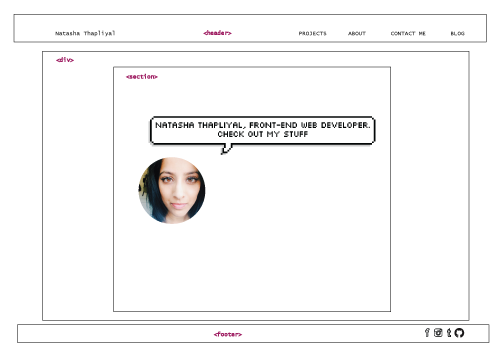 Natasha Thapliyal <header> PROJECTS ABOUT CONTACT ME BLOG
<div>
<section>
NATASHA THAPLIYAL, FRONT-END WEB DEVELOPER.
CHECK OUT MY STUFF
<footer>